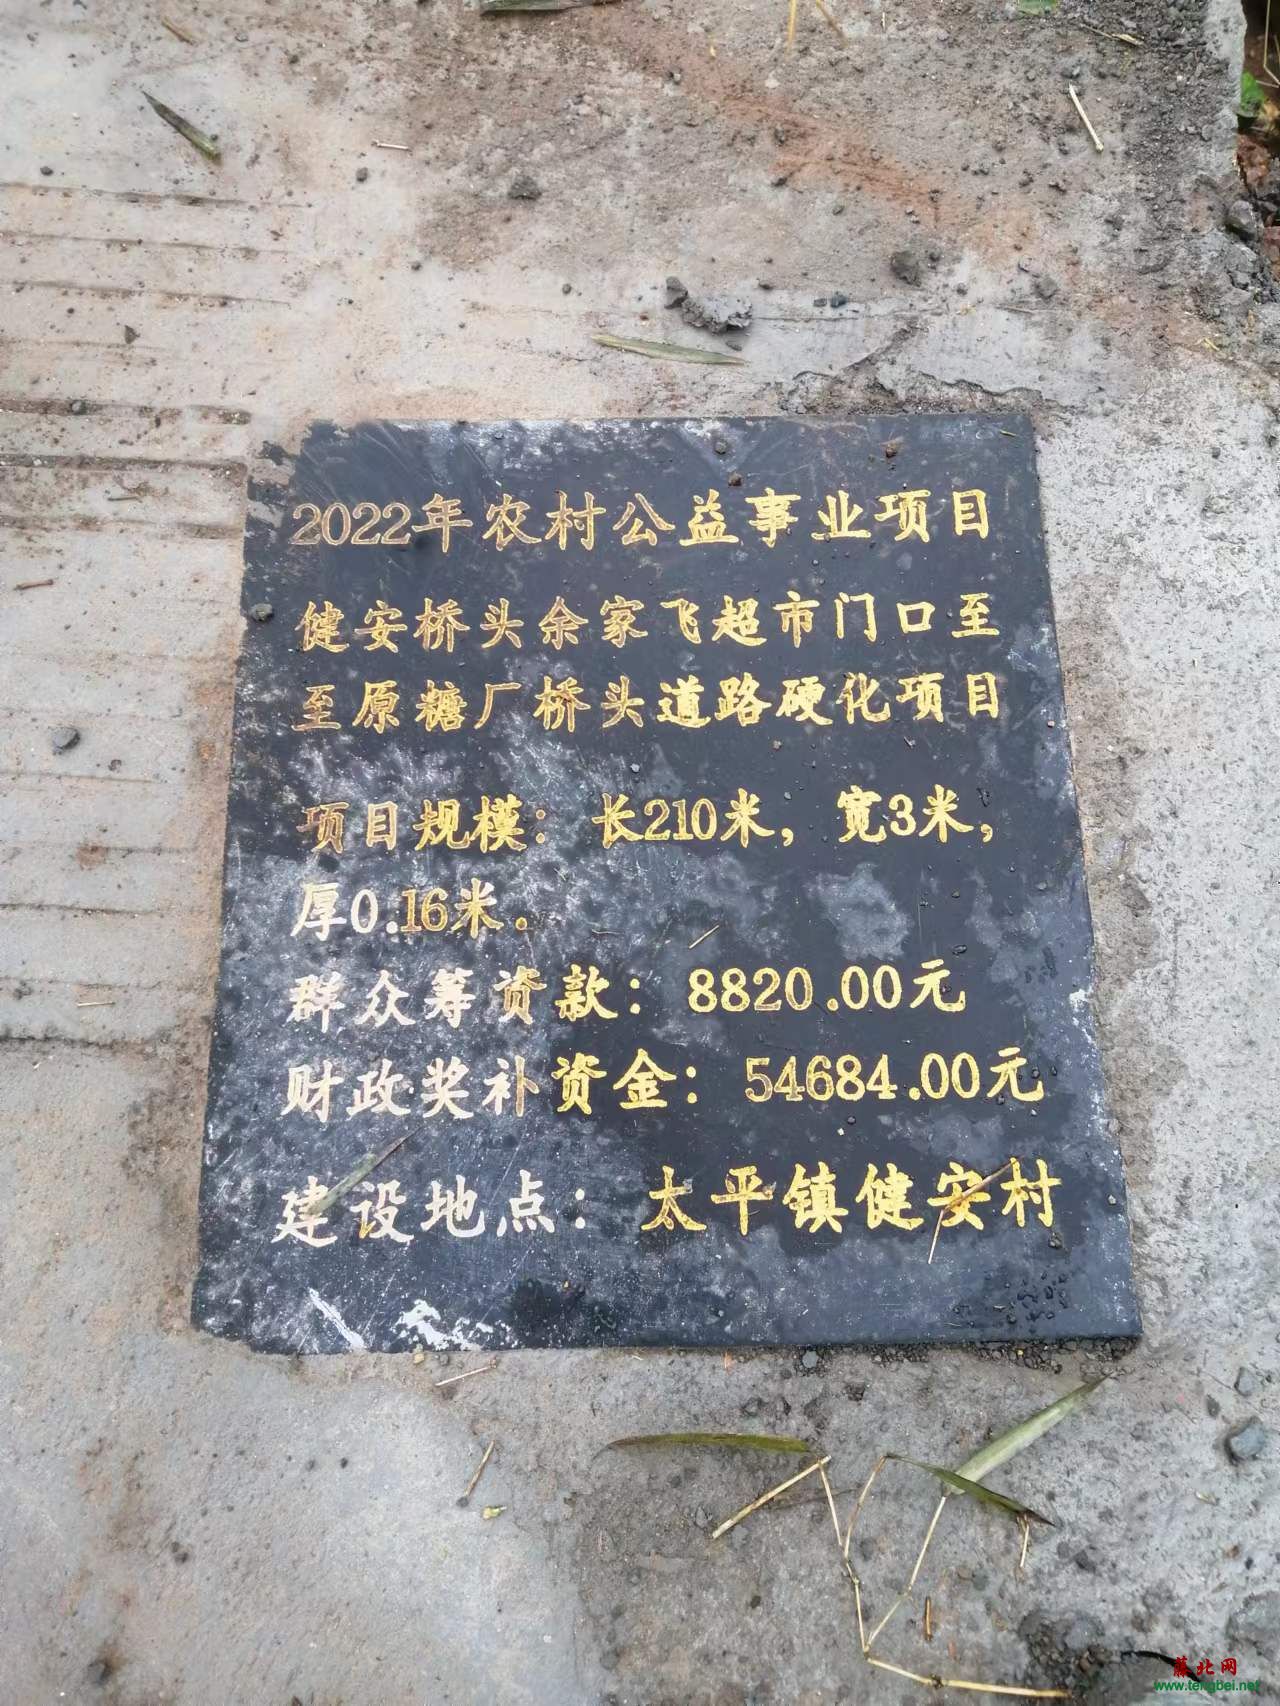 2022年农村公益事业项目
健安桥头余家飞超市门口至
至原糖厂桥头道路硬化项目
项目规模：长210米，宽3米，
厚0.16米.
群众筹资款：8820.00元
财政奖补资金：54684.00元
建设地点：太平镇健安村
藤北网
www.tengbei.net